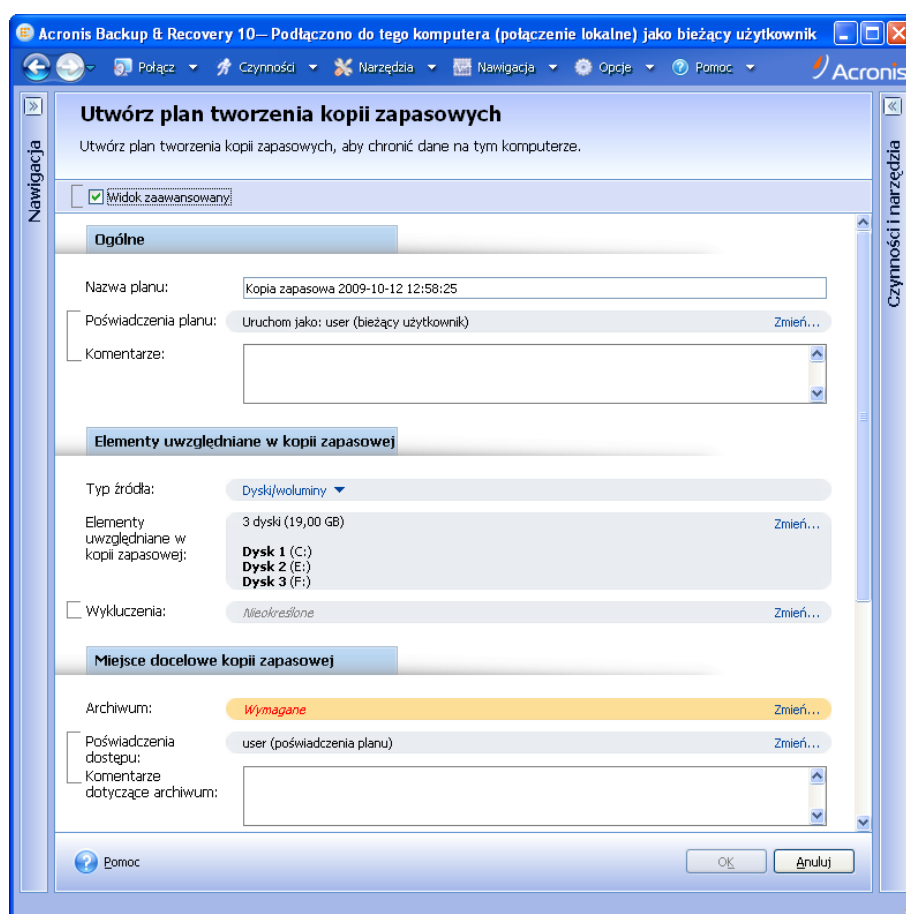 Acronis Backup & Recovery 10— Podłączono do tego komputera (połączenie lokalne) jako bieżący użytkownik
Połącz Czynności Narzędzia Nawigacja Opcje Pomoc Acronis
Nawigacja
Czynności i narzędzia
Utwórz plan tworzenia kopii zapasowych
Utwórz plan tworzenia kopii zapasowych, aby chronić dane na tym komputerze.
Widok zaawansowany
Ogólne
Nazwa planu: Kopia zapasowa 2009-10-12 12:58:25
Poświadczenia planu: Uruchom jako: user (bieżący użytkownik) Zmień...
Komentarze:
Elementy uwzględniane w kopii zapasowej
Typ źródła: Dyski/woluminy
Elementy uwzględniane w kopii zapasowej: 3 dyski (19,00 GB) Zmień...
Dysk 1 (C:)
Dysk 2 (E:)
Dysk 3 (F:)
Wykluczenia: Nieokreślone Zmień...
Miejsce docelowe kopii zapasowej
Archiwum: Wymagane Zmień...
Poświadczenia dostępu: user (poświadczenia planu) Zmień...
Komentarze dotyczące archiwum:
Pomoc OK Anuluj